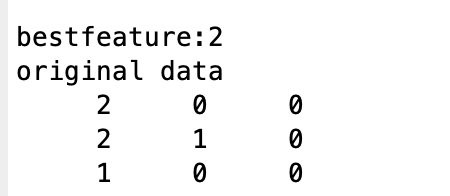 bestfeature:2
original data
2 0 0
2 1 0
1 0 0